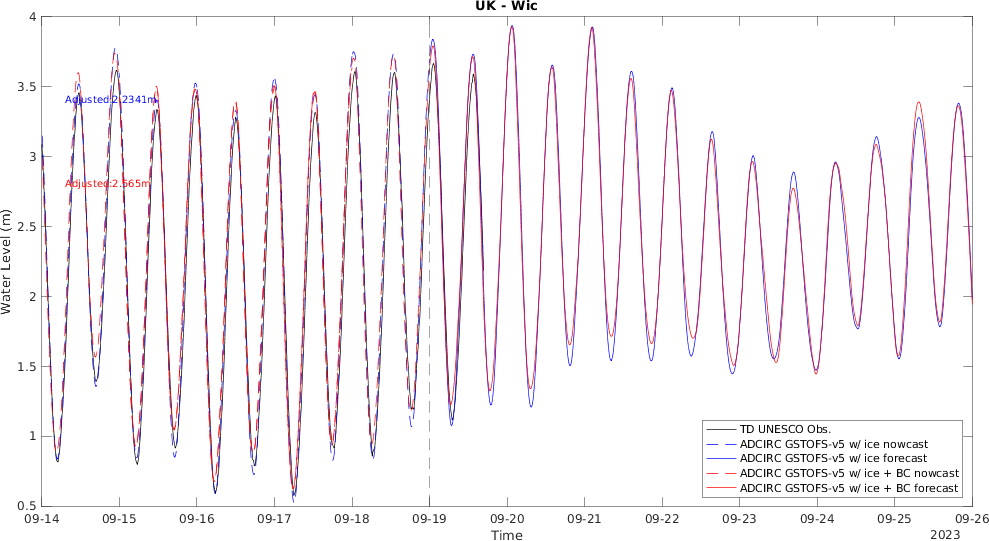 UK - Wic
4
3.5
3
2.5
2
1.5
1
0.5
Water Level (m)
Adjusted:2.2341m
Adjusted:2.565m
TD UNESCO Obs.
ADCIRC GSTOFS-v5 w/ ice nowcast
ADCIRC GSTOFS-v5 w/ ice forecast
ADCIRC GSTOFS-v5 w/ ice + BC nowcast
ADCIRC GSTOFS-v5 w/ ice + BC forecast
09-14 09-15 09-16 09-17 09-18 09-19 09-20 09-21 09-22 09-23 09-24 09-25 09-26
Time
2023